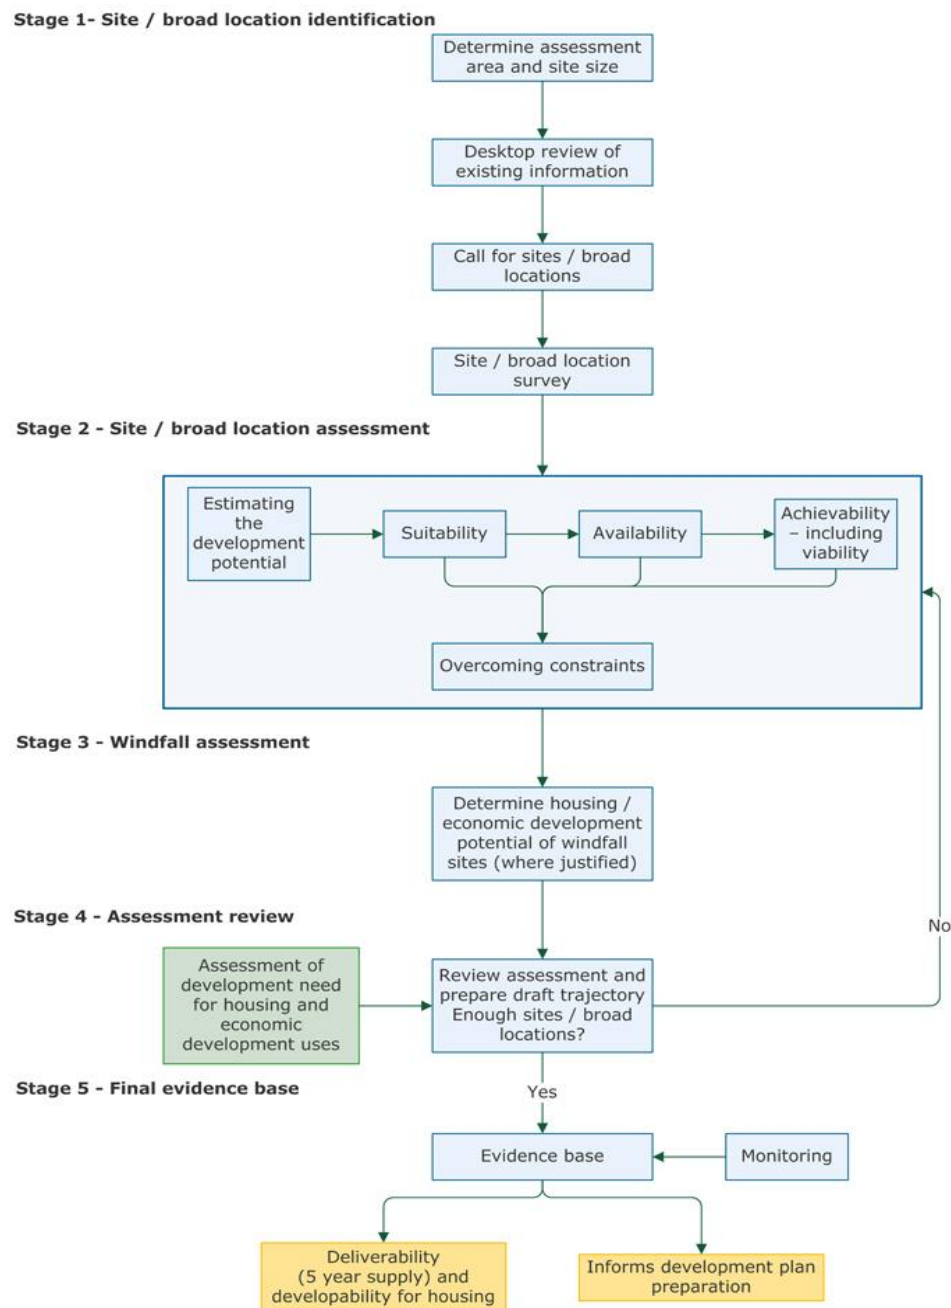 Stage 1- Site / broad location identification
Determine assessment
area and site size
Desktop review of
existing information
Call for sites / broad
locations
Site / broad location
survey
Stage 2 - Site / broad location assessment
Estimating
the
development
potential
Suitability
Availability
Achievability
– including
viability
Overcoming constraints
Stage 3 - Windfall assessment
Determine housing /
economic development
potential of windfall
sites (where justified)
Stage 4 - Assessment review
Assessment of
development need
for housing and
economic
development uses
Review assessment and
prepare draft trajectory
Enough sites / broad
locations?
No
Stage 5 - Final evidence base
Yes
Evidence base
Monitoring
Deliverability
(5 year supply) and
developability for housing
Informs development plan
preparation